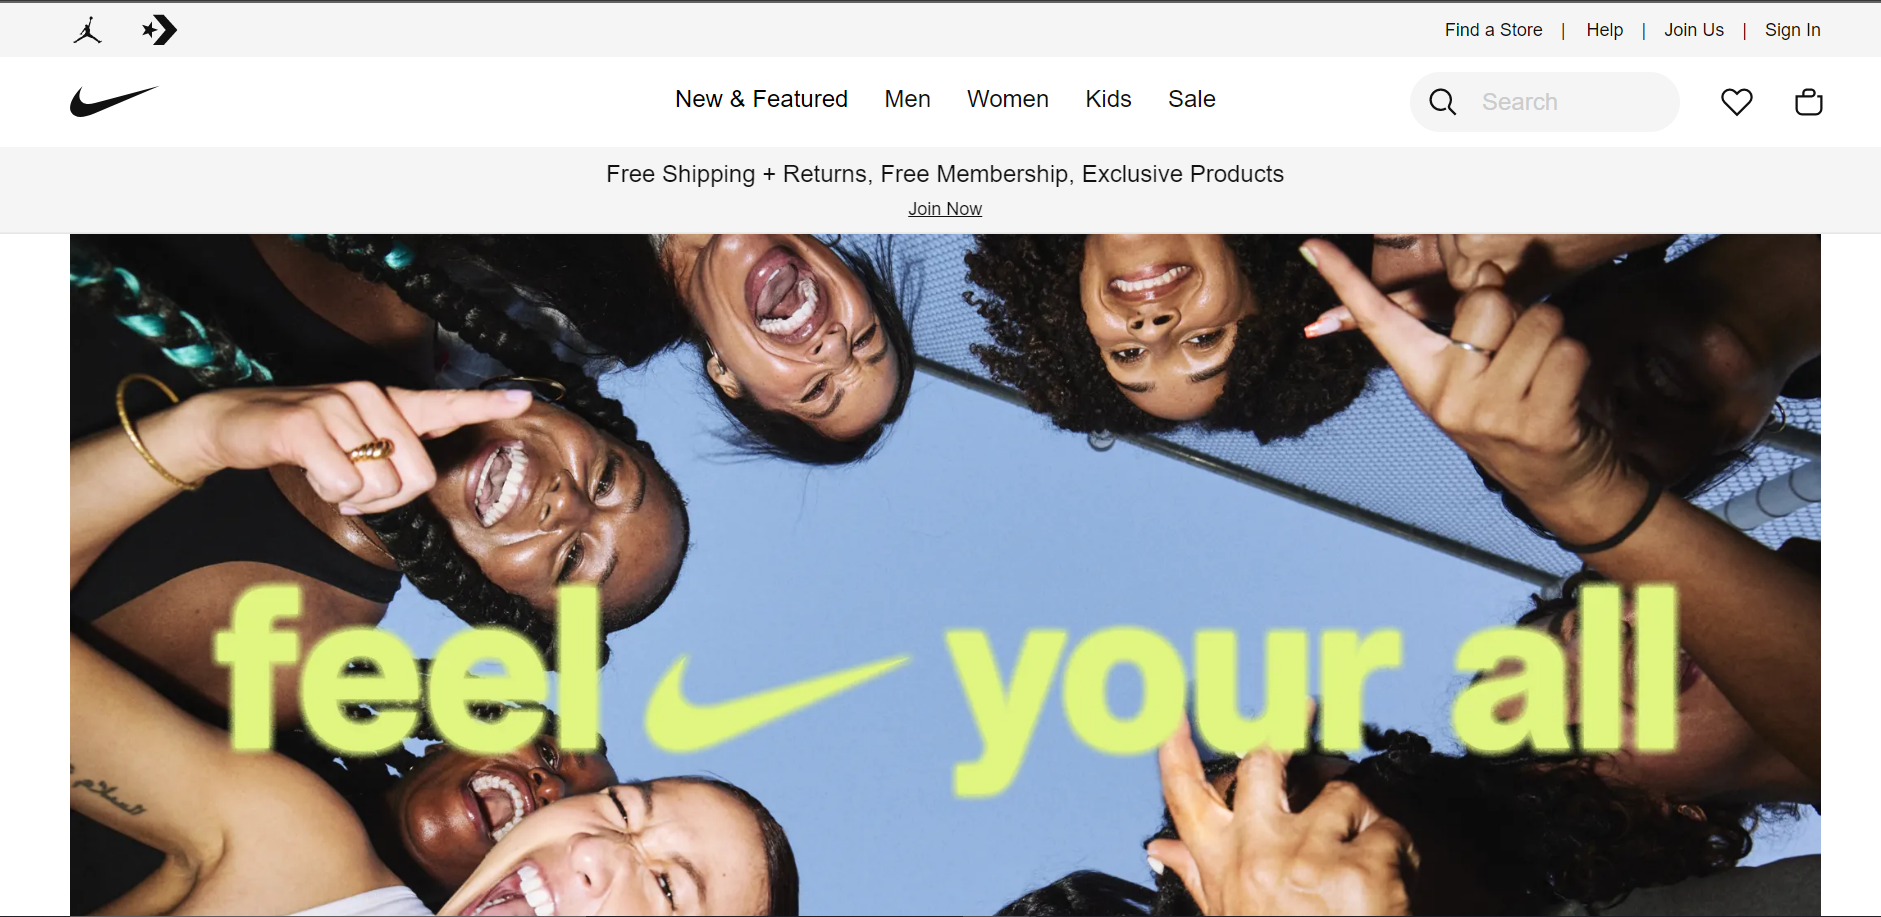 Find a Store | Help | Join Us | Sign In
New & Featured Men Women Kids Sale
Search
Free Shipping + Returns, Free Membership, Exclusive Products
Join Now
feel your all
السلام